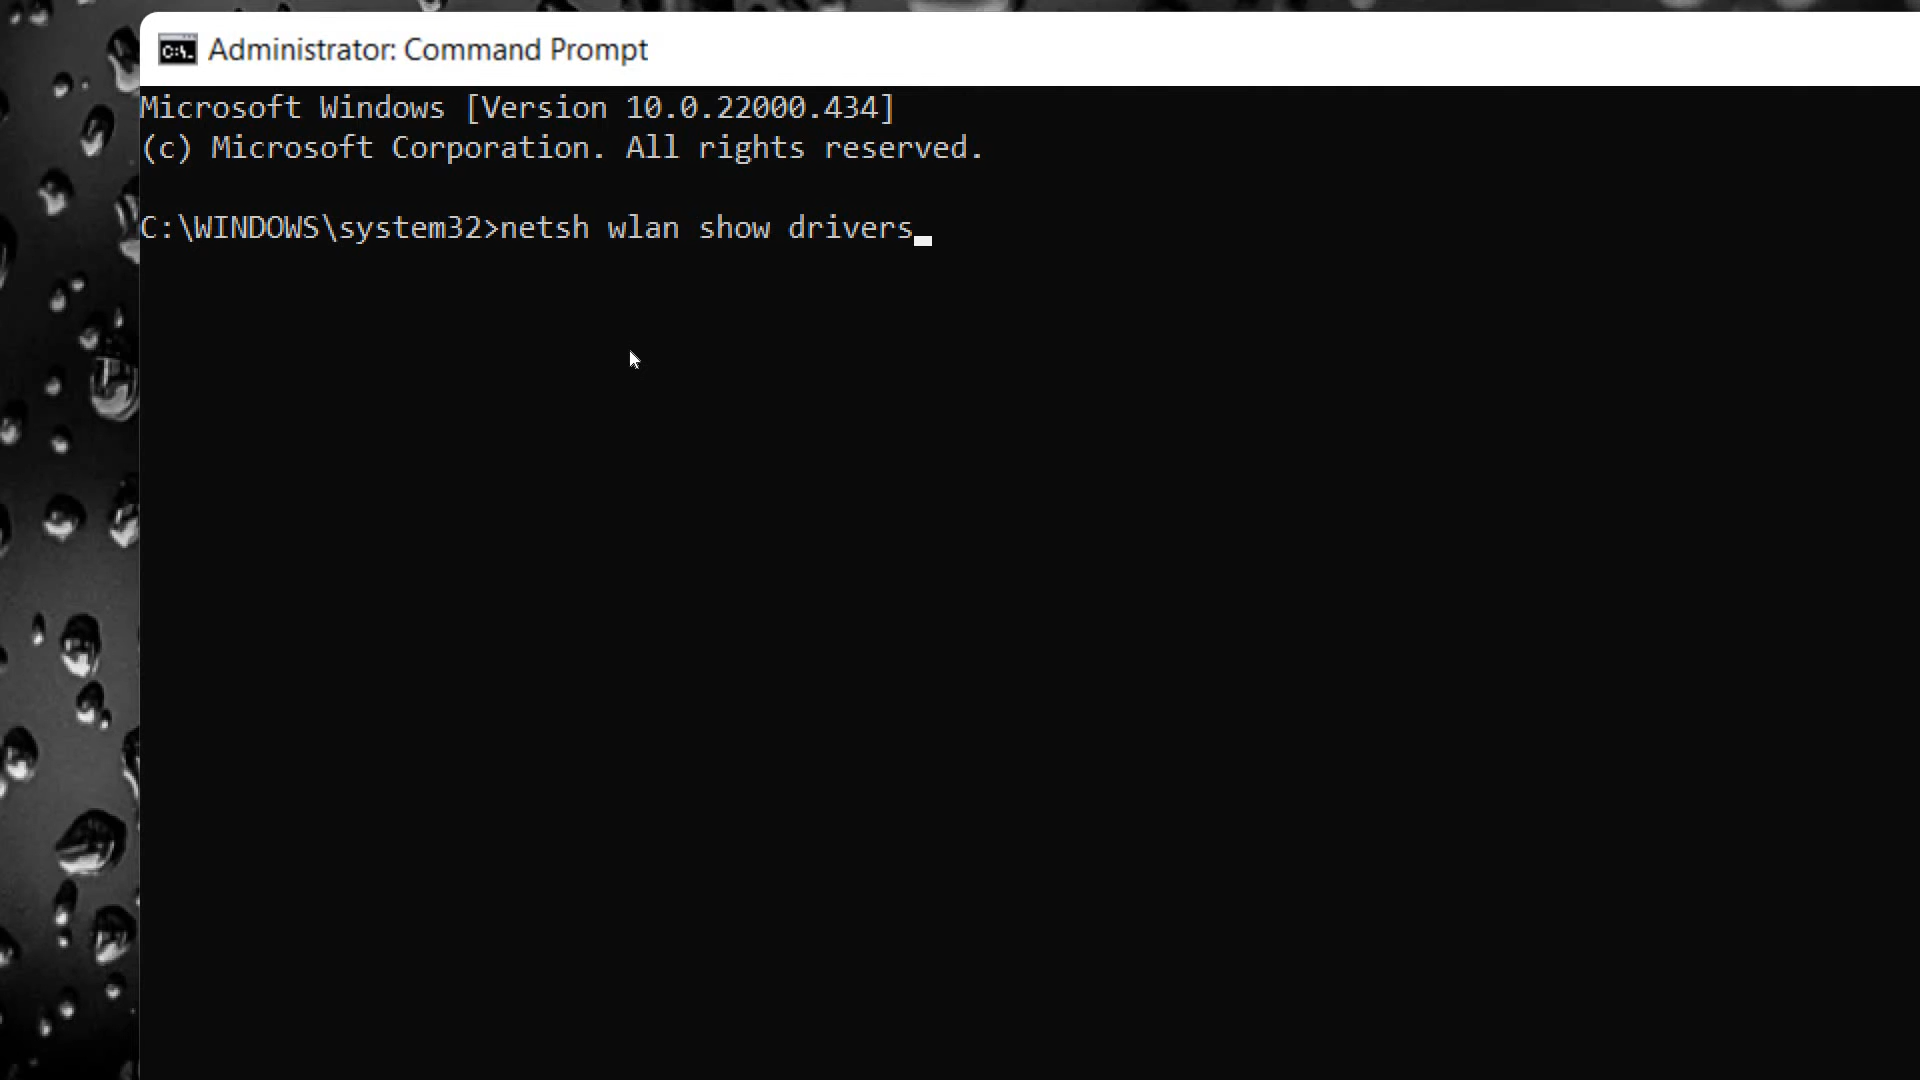 C:\.
Administrator: Command Prompt
Microsoft Windows [Version 10.0.22000.434]
(c) Microsoft Corporation. All rights reserved.
C:\WINDOWS\system32>netsh wlan show drivers